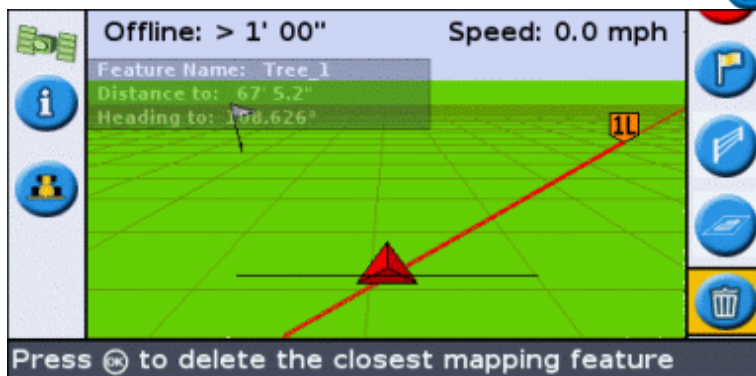 Offline: > 1' 00" Speed: 0.0 mph
Feature Name: Tree_1
Distance to: 67' 5.2"
Heading to: 108.626°
1L
Press OK to delete the closest mapping feature